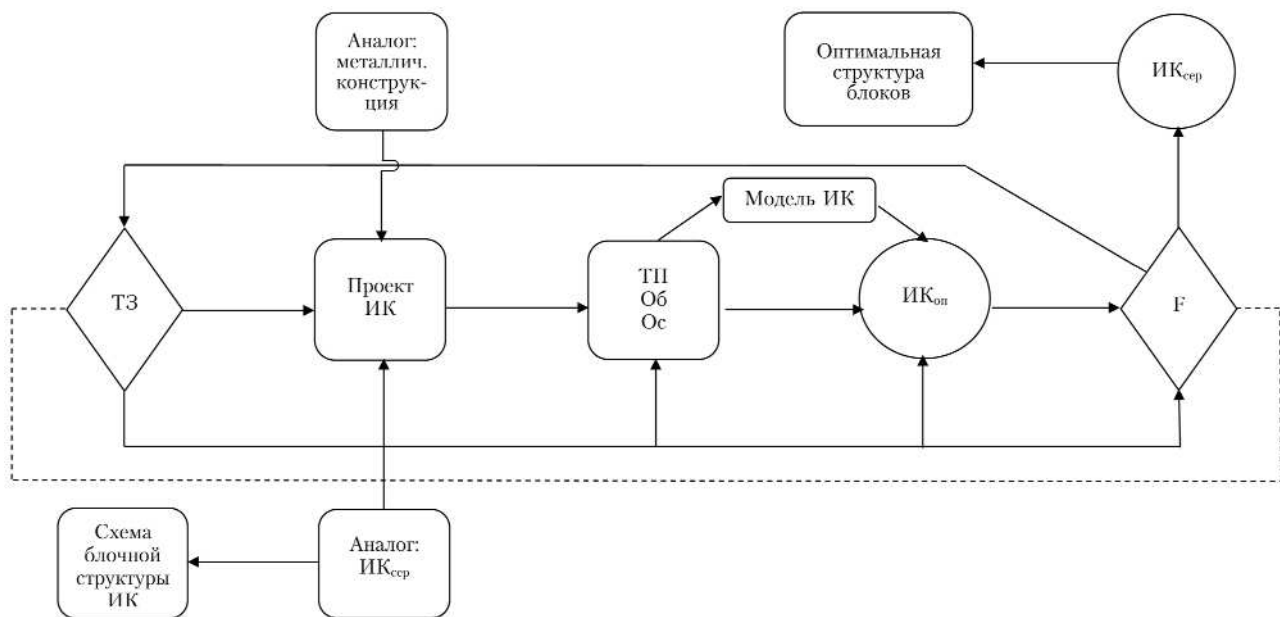 Аналог:
металлич.
конструк-
ция
Оптимальная
структура
блоков
ИКсер
Модель ИК
ТЗ
Проект
ИК
ТП
Об
Ос
ИКоп
F
Схема
блочной
структуры
ИК
Аналог:
ИКсер